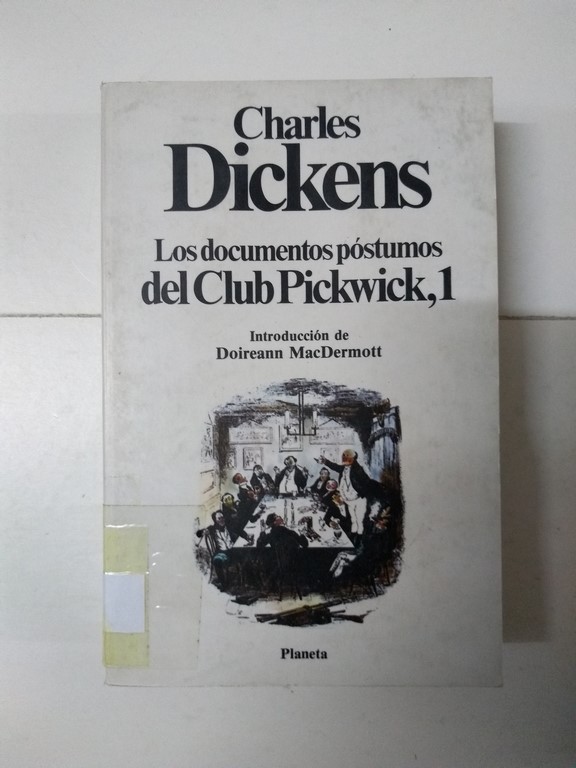 Charles
Dickens
Los documentos póstumos
del Club Pickwick, 1
Introducción de
Doireann MacDermott
Planeta